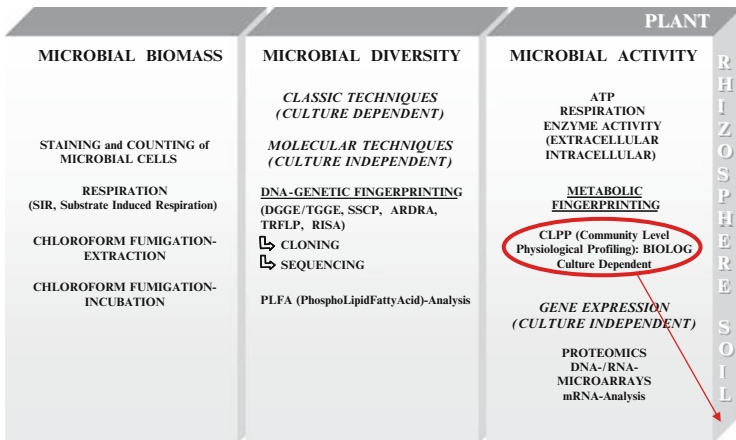 PLANT
MICROBIAL BIOMASS
STAINING and COUNTING of
MICROBIAL CELLS
RESPIRATION
(SIR, Substrate Induced Respiration)
CHLOROFORM FUMIGATION-
EXTRACTION
CHLOROFORM FUMIGATION-
INCUBATION
MICROBIAL DIVERSITY
CLASSIC TECHNIQUES
(CULTURE DEPENDENT)
MOLECULAR TECHNIQUES
(CULTURE INDEPENDENT)
DNA-GENETIC FINGERPRINTING
(DGGE/TGGE, SSCP, ARDRA,
TRFLP, RISA)
CLONING
SEQUENCING
PLFA (PhosphoLipidFattyAcid)-Analysis
MICROBIAL ACTIVITY
ATP
RESPIRATION
ENZYME ACTIVITY
(EXTRACELLULAR
INTRACELLULAR)
METABOLIC
FINGERPRINTING
CLPP (Community Level
Physiological Profiling): BIOLOG
Culture Dependent
GENE EXPRESSION
(CULTURE INDEPENDENT)
PROTEOMICS
DNA-/RNA-
MICROARRAYS
mRNA-Analysis
RHIZOSPHERE SOIL